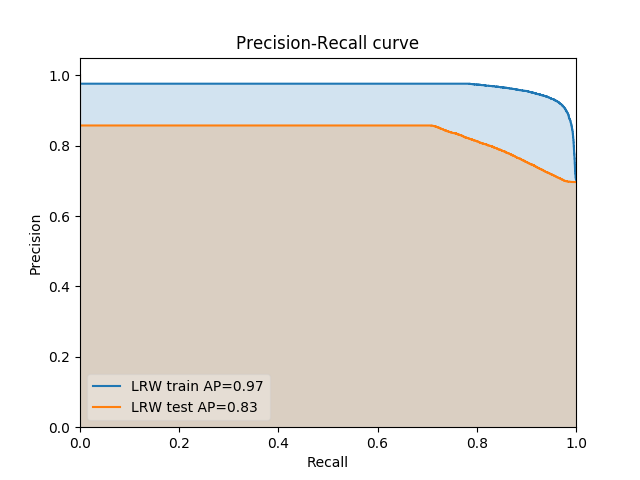 Precision-Recall curve
Precision
1.0
0.8
0.6
0.4
0.2
0.0
LRW train AP=0.97
LRW test AP=0.83
0.0 0.2 0.4 0.6 0.8 1.0
Recall